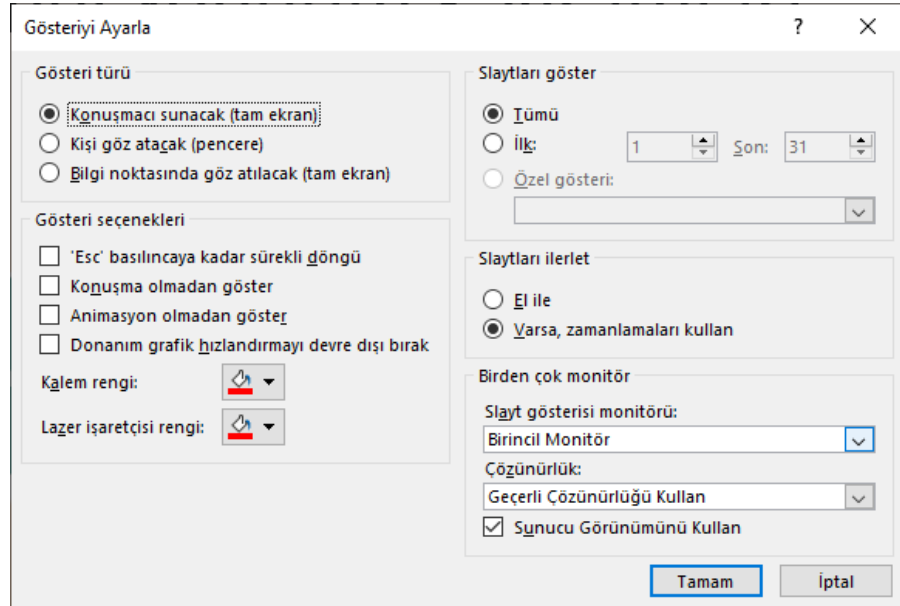 Gösteriyi Ayarla
?
Gösteri türü
Konuşmacı sunacak (tam ekran)
Kişi göz atacak (pencere)
Bilgi noktasında göz atılacak (tam ekran)
Gösteri seçenekleri
'Esc' basılıncaya kadar sürekli döngü
Konuşma olmadan göster
Animasyon olmadan göster
Donanım grafik hızlandırmayı devre dışı bırak
Kalem rengi:
Lazer işaretçisi rengi:
Slaytları göster
Tümü
İlk: 1 Son: 31
Özel gösteri:
Slaytları ilerlet
El ile
Varsa, zamanlamaları kullan
Birden çok monitör
Slayt gösterisi monitörü:
Birincil Monitör
Çözünürlük:
Geçerli Çözünürlüğü Kullan
Sunucu Görünümünü Kullan
Tamam İptal